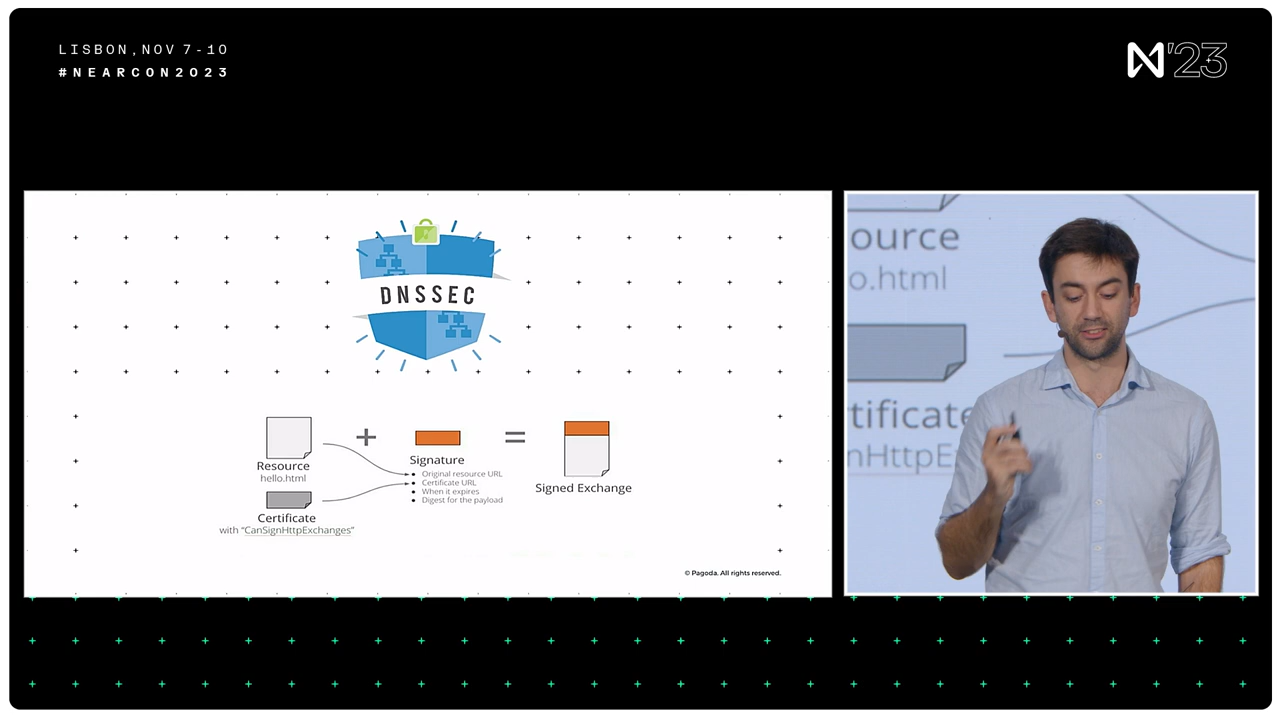 LISBON, NOV 7-10
#NEARCON2023
N'23
DNSSEC
Resource
hello.html
Certificate
with “CanSignHttpExchanges”
+
Signature
Original resource URL
Certificate URL
When it expires
Digest for the payload
=
Signed Exchange
© Pagoda. All rights reserved.
ource
o.html
rtificate
nHttpE